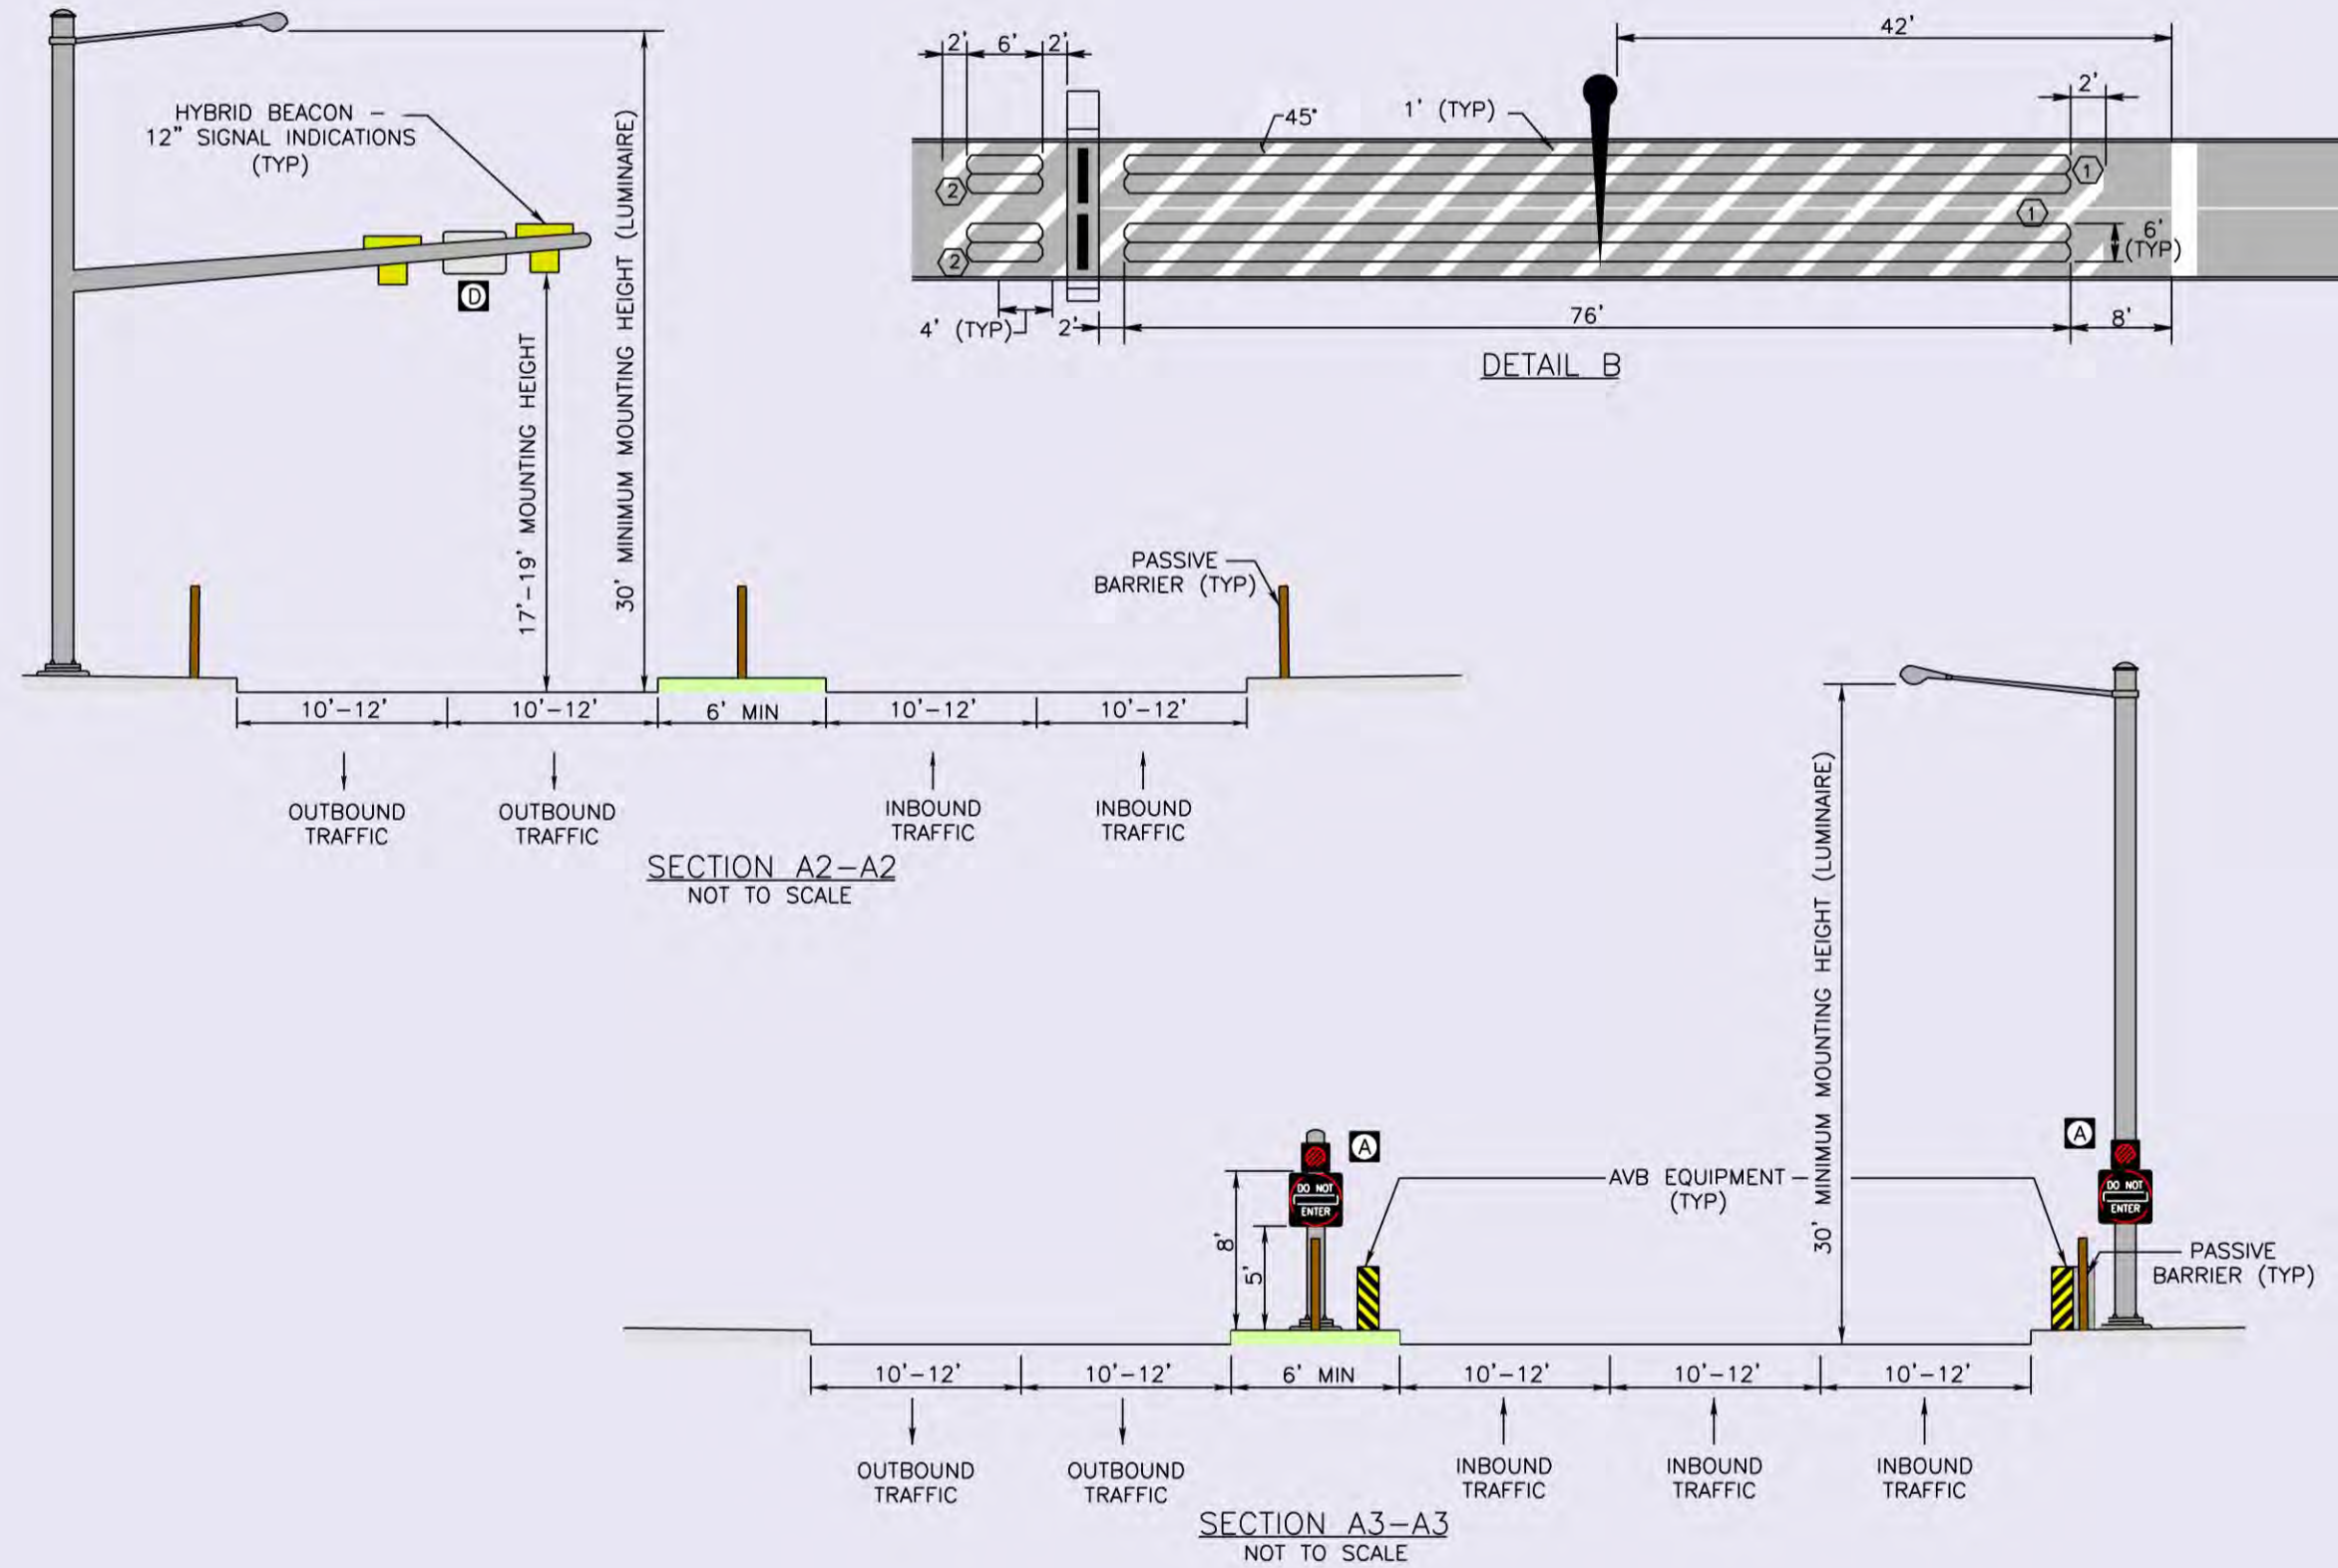 HYBRID BEACON –
12" SIGNAL INDICATIONS
(TYP)
D
17'–19' MOUNTING HEIGHT
30' MINIMUM MOUNTING HEIGHT (LUMINAIRE)
PASSIVE
BARRIER (TYP)
10'–12'
10'–12'
6' MIN
10'–12'
10'–12'
OUTBOUND
TRAFFIC
OUTBOUND
TRAFFIC
INBOUND
TRAFFIC
INBOUND
TRAFFIC
SECTION A2–A2
NOT TO SCALE
42'
2'
6'
2'
2'
45°
1' (TYP)
2
2
1
1
6'
(TYP)
4' (TYP)
2'
76'
8'
DETAIL B
A
DO NOT
ENTER
8'
5'
AVB EQUIPMENT
(TYP)
30' MINIMUM MOUNTING HEIGHT (LUMINAIRE)
A
DO NOT
ENTER
PASSIVE
BARRIER (TYP)
10'–12'
10'–12'
6' MIN
10'–12'
10'–12'
10'–12'
OUTBOUND
TRAFFIC
OUTBOUND
TRAFFIC
INBOUND
TRAFFIC
INBOUND
TRAFFIC
INBOUND
TRAFFIC
SECTION A3–A3
NOT TO SCALE